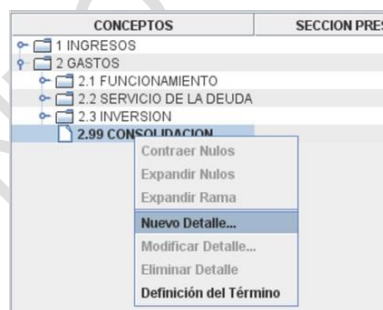 CONCEPTOS SECCION PRES
1 INGRESOS
2 GASTOS
2.1 FUNCIONAMIENTO
2.2 SERVICIO DE LA DEUDA
2.3 INVERSION
2.99 CONSOLIDACION
Contraer Nulos
Expandir Nulos
Expandir Rama
Nuevo Detalle...
Modificar Detalle...
Eliminar Detalle
Definición del Término